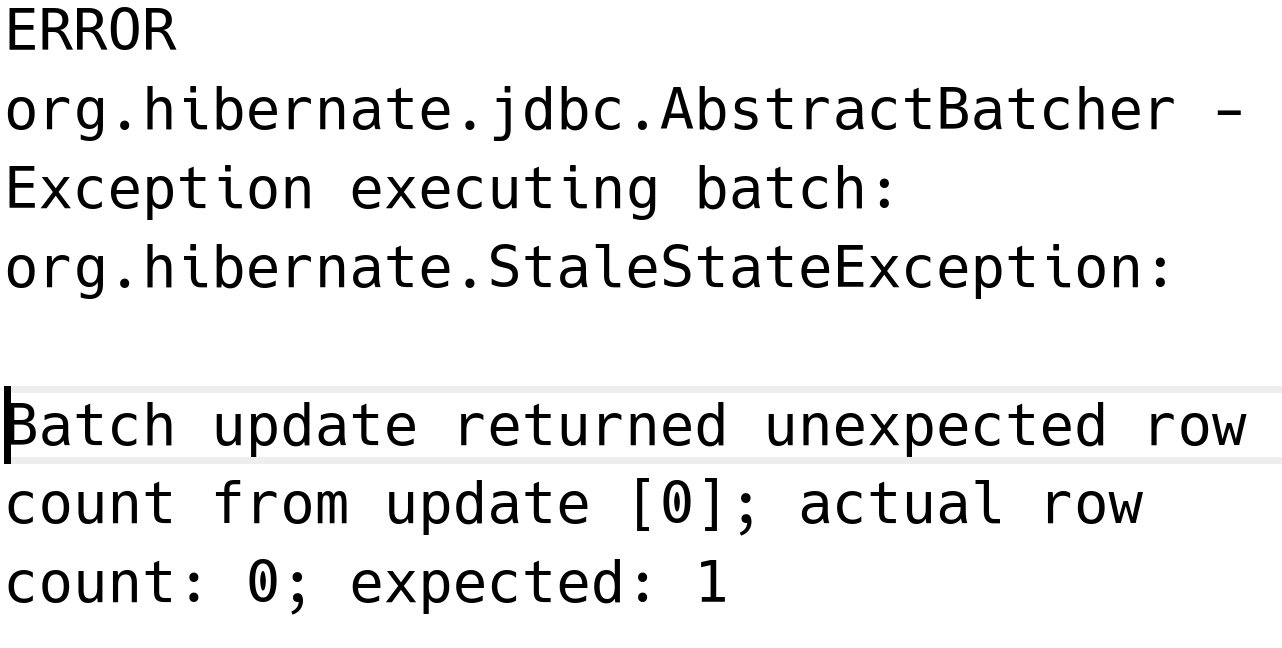 ERROR
org.hibernate.jdbc.AbstractBatcher –
Exception executing batch:
org.hibernate.StaleStateException:
Batch update returned unexpected row
count from update [0]; actual row
count: 0; expected: 1